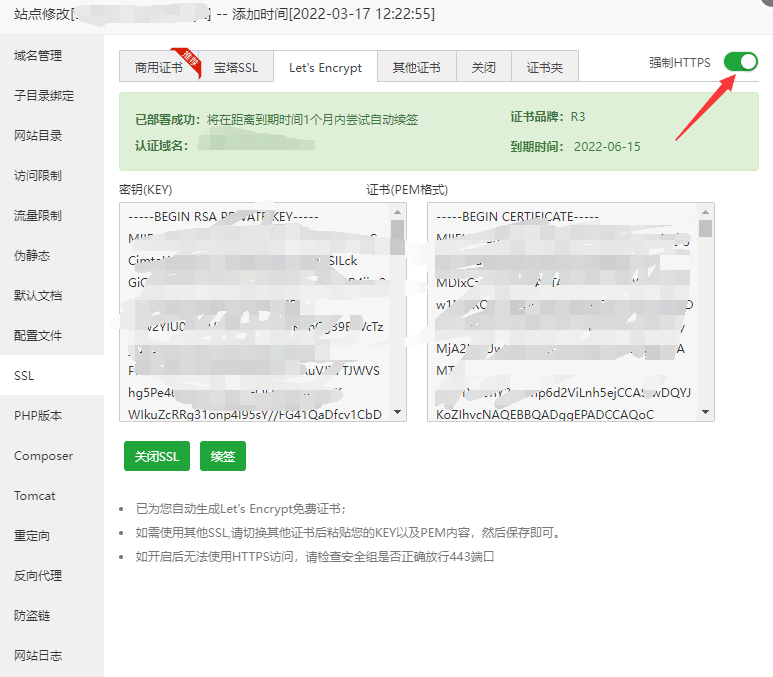 站点修改[ ] -- 添加时间[2022-03-17 12:22:55]
域名管理
子目录绑定
网站目录
访问限制
流量限制
伪静态
默认文档
配置文件
SSL
PHP版本
Composer
Tomcat
重定向
反向代理
防盗链
网站日志
商用证书 推荐 宝塔SSL Let's Encrypt 其他证书 关闭 证书夹 强制HTTPS
已部署成功： 将在距离到期时间1个月内尝试自动续签 证书品牌： R3
认证域名： 到期时间： 2022-06-15
密钥(KEY) 证书(PEM格式)
-----BEGIN RSA PRIVATE KEY-----
-----BEGIN CERTIFICATE-----
关闭SSL 续签
已为您自动生成Let's Encrypt免费证书；
如需使用其他SSL,请切换其他证书后粘贴您的KEY以及PEM内容，然后保存即可。
如开启后无法使用HTTPS访问，请检查安全组是否正确放行443端口